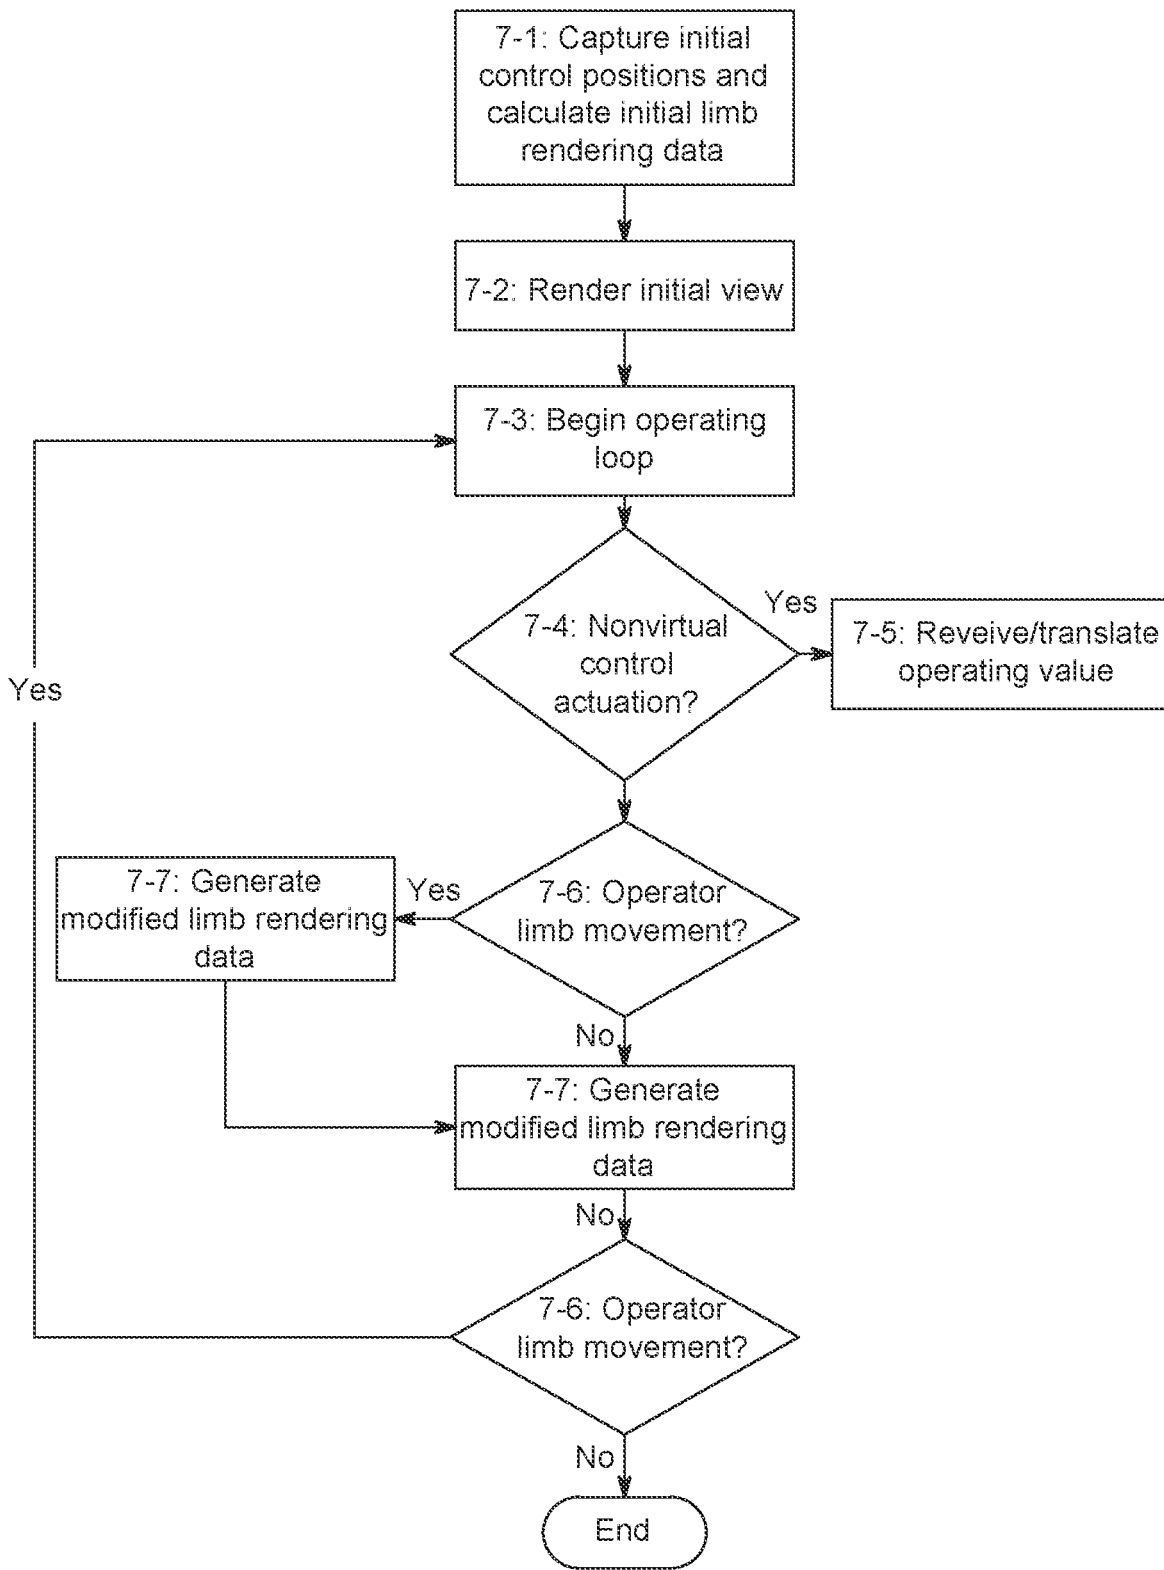 7-1: Capture initial
control positions and
calculate initial limb
rendering data
7-2: Render initial view
7-3: Begin operating
loop
7-4: Nonvirtual
control
actuation?
Yes
7-5: Reveive/translate
operating value
Yes
7-6: Operator
limb movement?
Yes
7-7: Generate
modified limb rendering
data
No
7-7: Generate
modified limb rendering
data
No
7-6: Operator
limb movement?
No
End